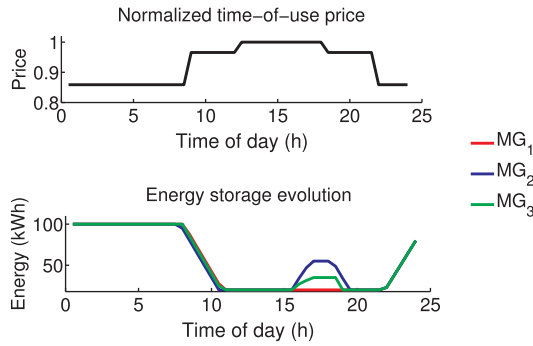 Normalized time−of−use price
1
0.9
0.8
Price
0 5 10 15 20 25
Time of day (h)
MG1
MG2
MG3
Energy storage evolution
100
50
Energy (kWh)
0 5 10 15 20 25
Time of day (h)